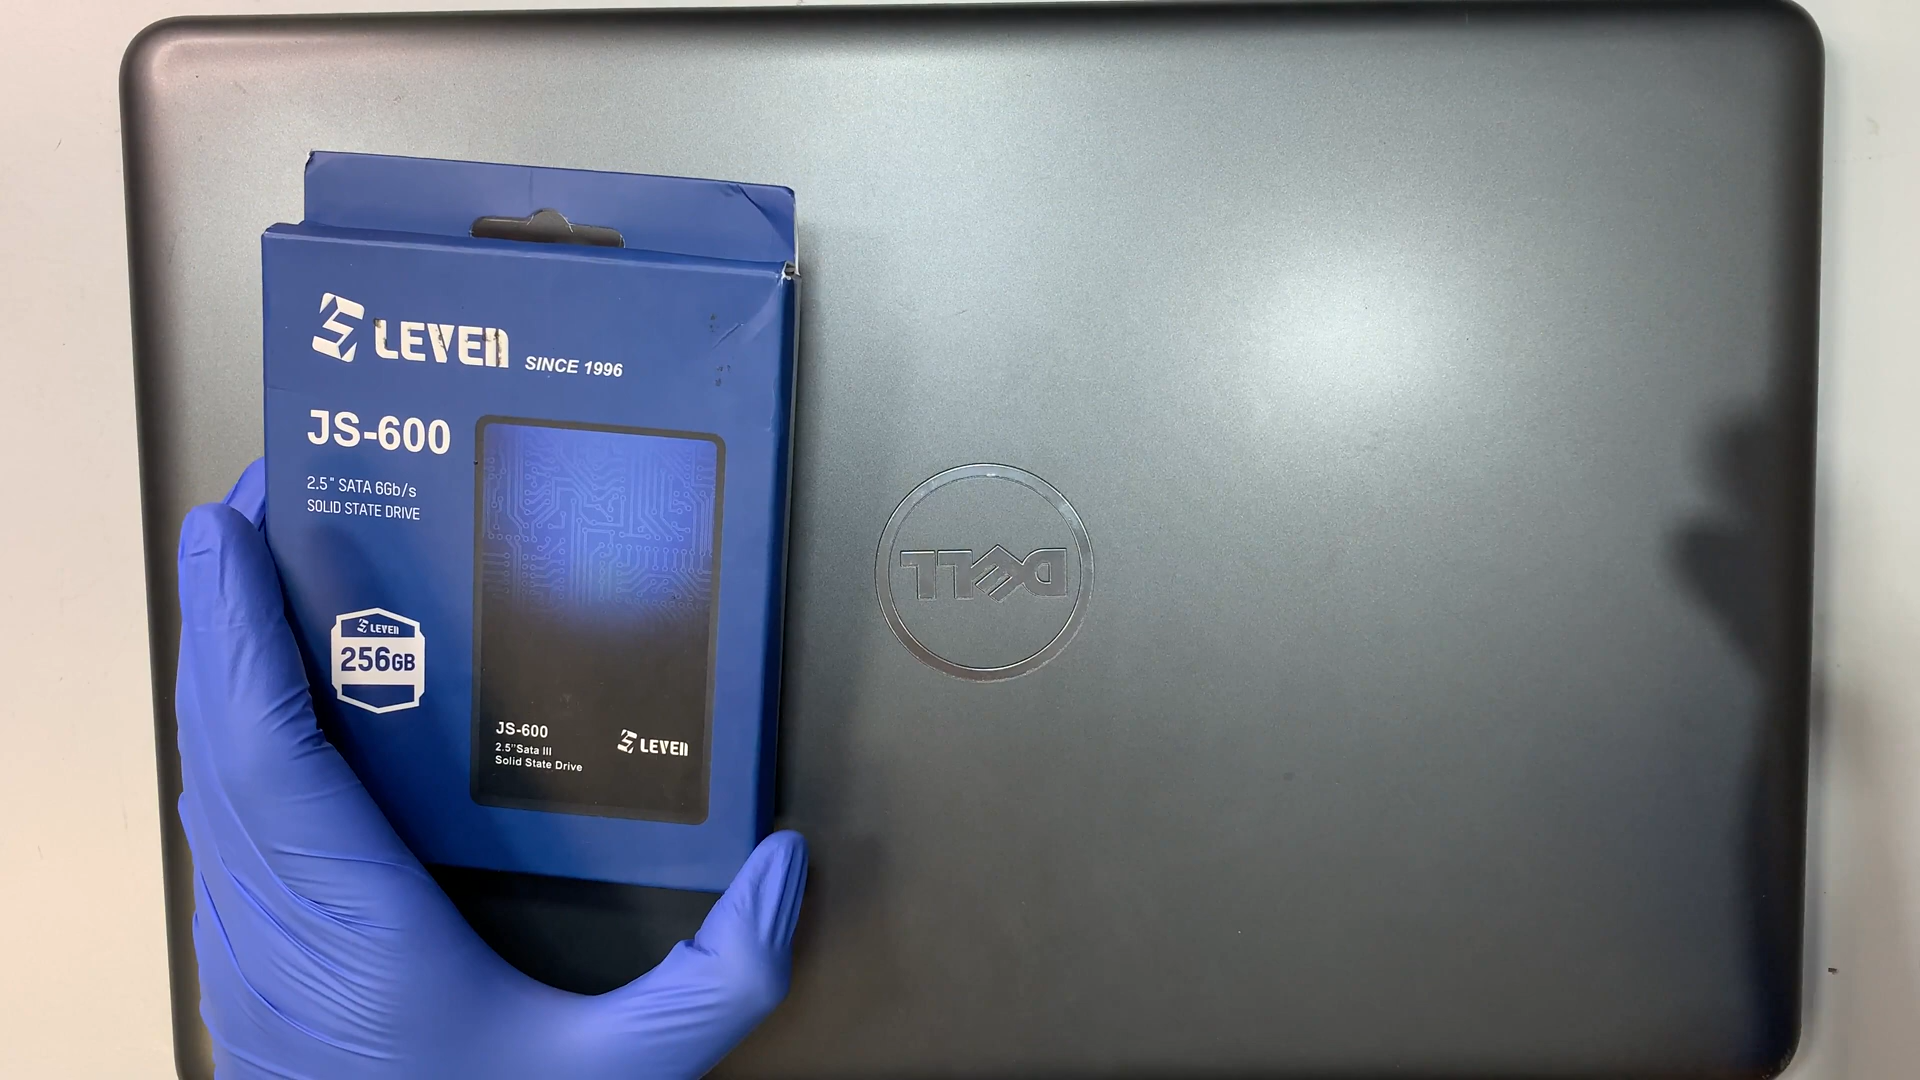 LEVEN SINCE 1996
JS-600
2.5" SATA 6Gb/s
SOLID STATE DRIVE
LEVEN
256GB
JS-600
2.5"Sata III
Solid State Drive
LEVEN
DELL